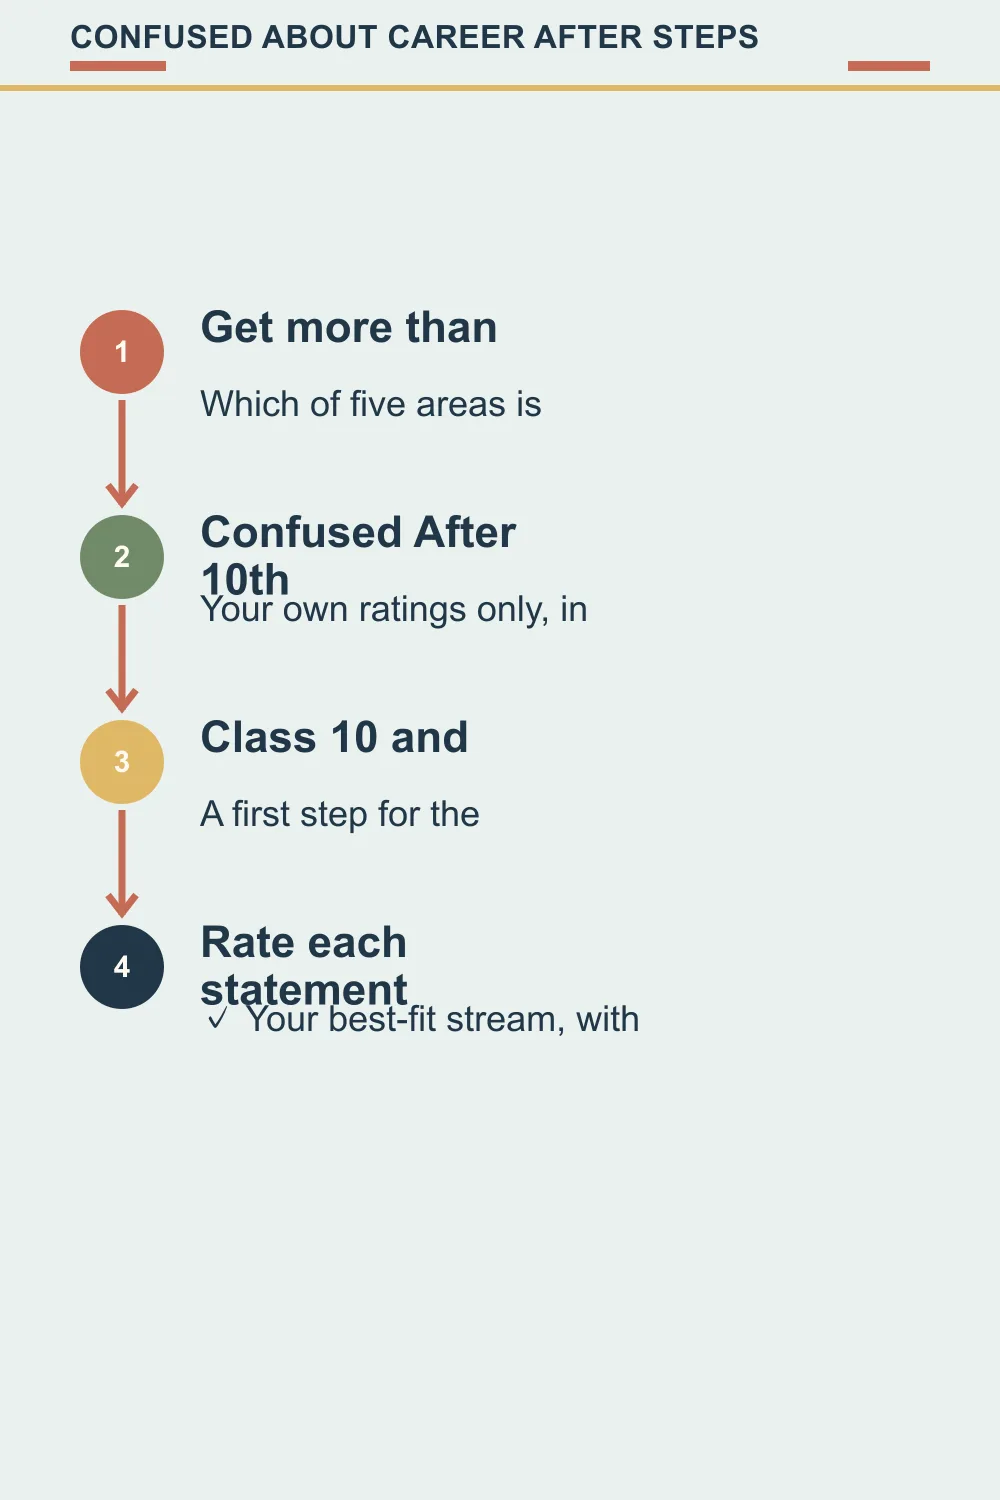 CONFUSED ABOUT CAREER AFTER STEPS
1
Get more than
Which of five areas is
2
Confused After
10th
Your own ratings only, in
3
Class 10 and
A first step for the
4
Rate each
statement
✓ Your best-fit stream, with